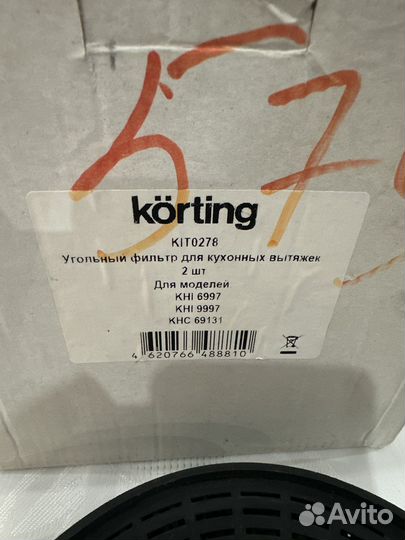 57
körting
KIT0278
Угольный фильтр для кухонных вытяжек
2 шт
Для моделей
KHI 6997
KHI 9997
KHC 69131
4 620766 488810
Avito